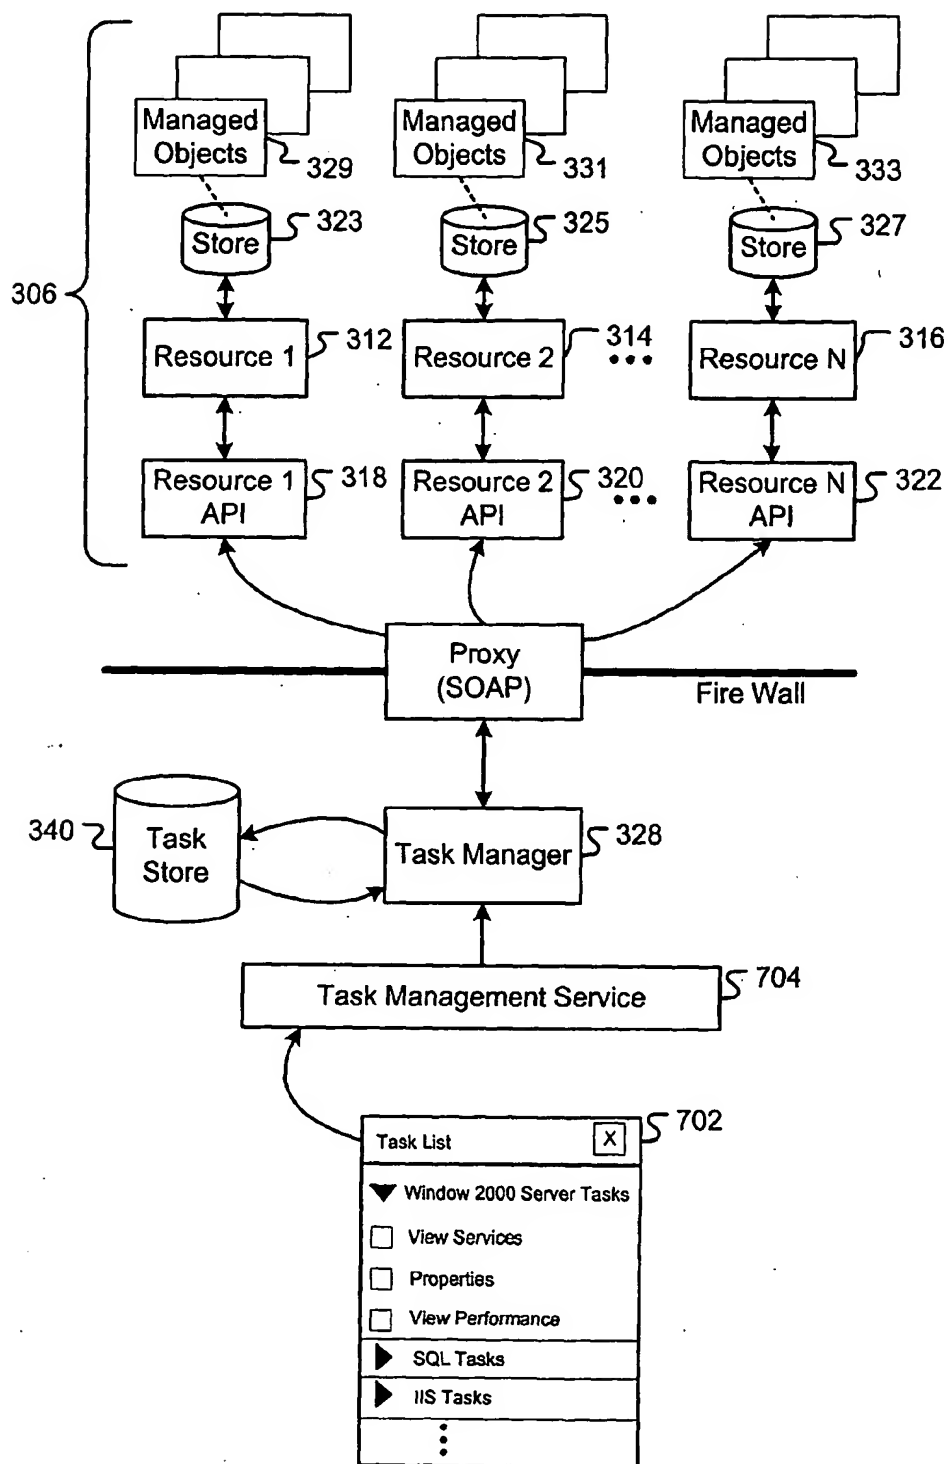 Managed
Objects
329
Managed
Objects
331
Managed
Objects
333
Store
323
Store
325
Store
327
306
Resource 1
312
Resource 2
314
Resource N
316
Resource 1
API
318
Resource 2
API
320
Resource N
API
322
Proxy
(SOAP)
Fire Wall
340
Task
Store
Task Manager
328
Task Management Service
704
702
Task List
X
Window 2000 Server Tasks
View Services
Properties
View Performance
SQL Tasks
IIS Tasks